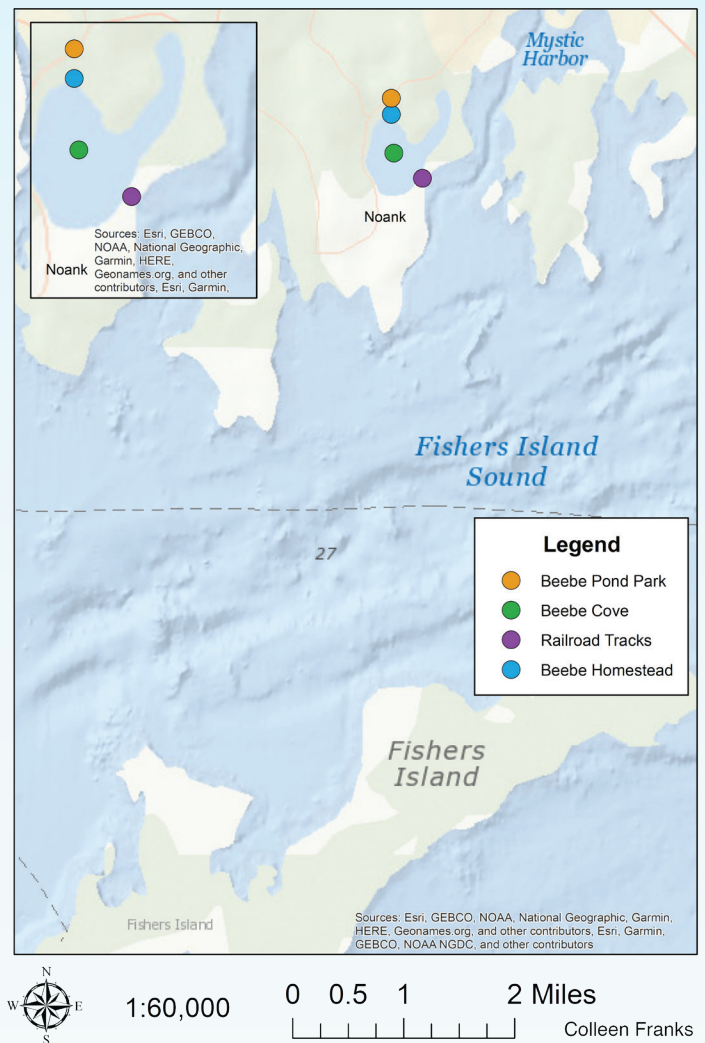 Mystic
Harbor
Noank
Noank
Sources: Esri, GEBCO,
NOAA, National Geographic,
Garmin, HERE,
Geonames.org, and other
contributors, Esri, Garmin,
Fishers Island
Sound
27
Legend
Beebe Pond Park
Beebe Cove
Railroad Tracks
Beebe Homestead
Fishers
Island
Fishers Island
Sources: Esri, GEBCO, NOAA, National Geographic, Garmin,
HERE, Geonames.org, and other contributors, Esri, Garmin,
GEBCO, NOAA NGDC, and other contributors
N
W E
S
1:60,000
0 0.5 1 2 Miles
Colleen Franks